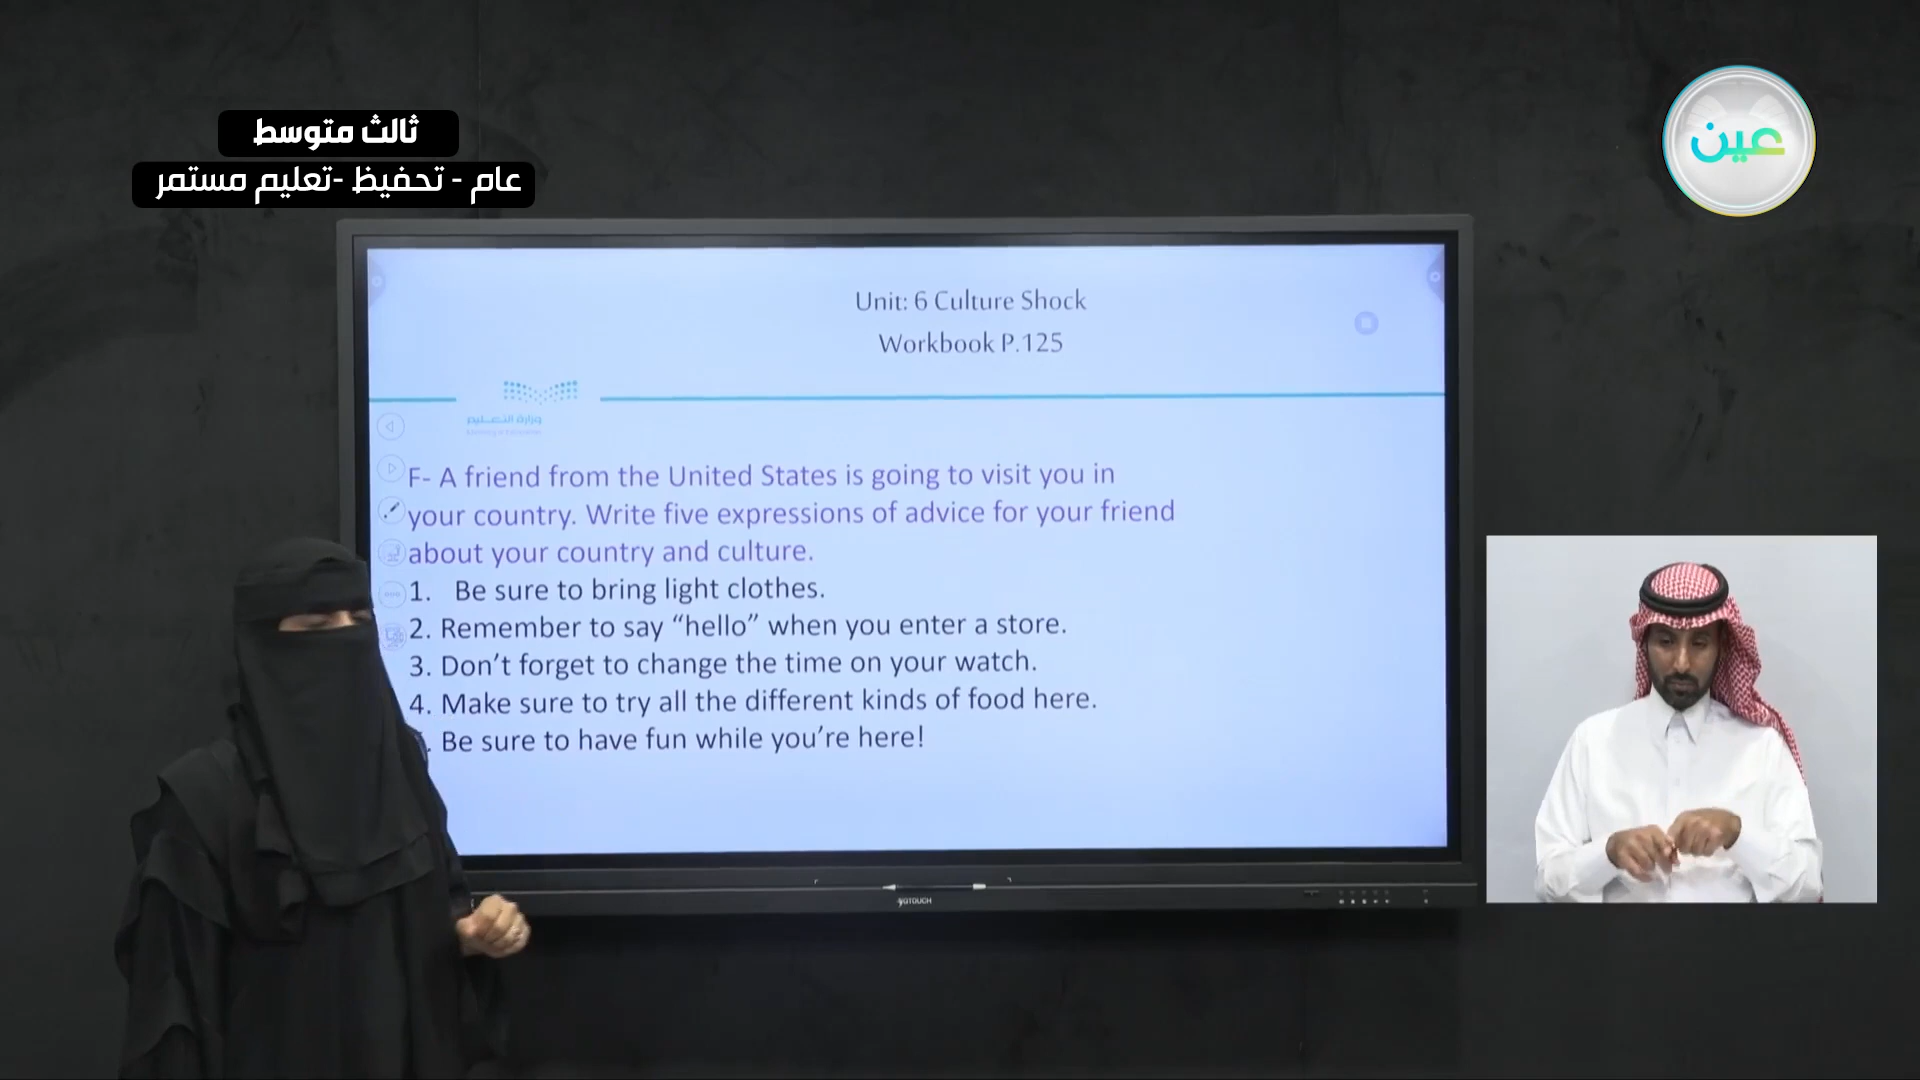 ثالث متوسط
عام - تحفيظ -تعليم مستمر
عين
Unit: 6 Culture Shock
Workbook P.125
وزارة التعليم
F- A friend from the United States is going to visit you in
your country. Write five expressions of advice for your friend
about your country and culture.
1. Be sure to bring light clothes.
2. Remember to say “hello” when you enter a store.
3. Don’t forget to change the time on your watch.
4. Make sure to try all the different kinds of food here.
. Be sure to have fun while you’re here!